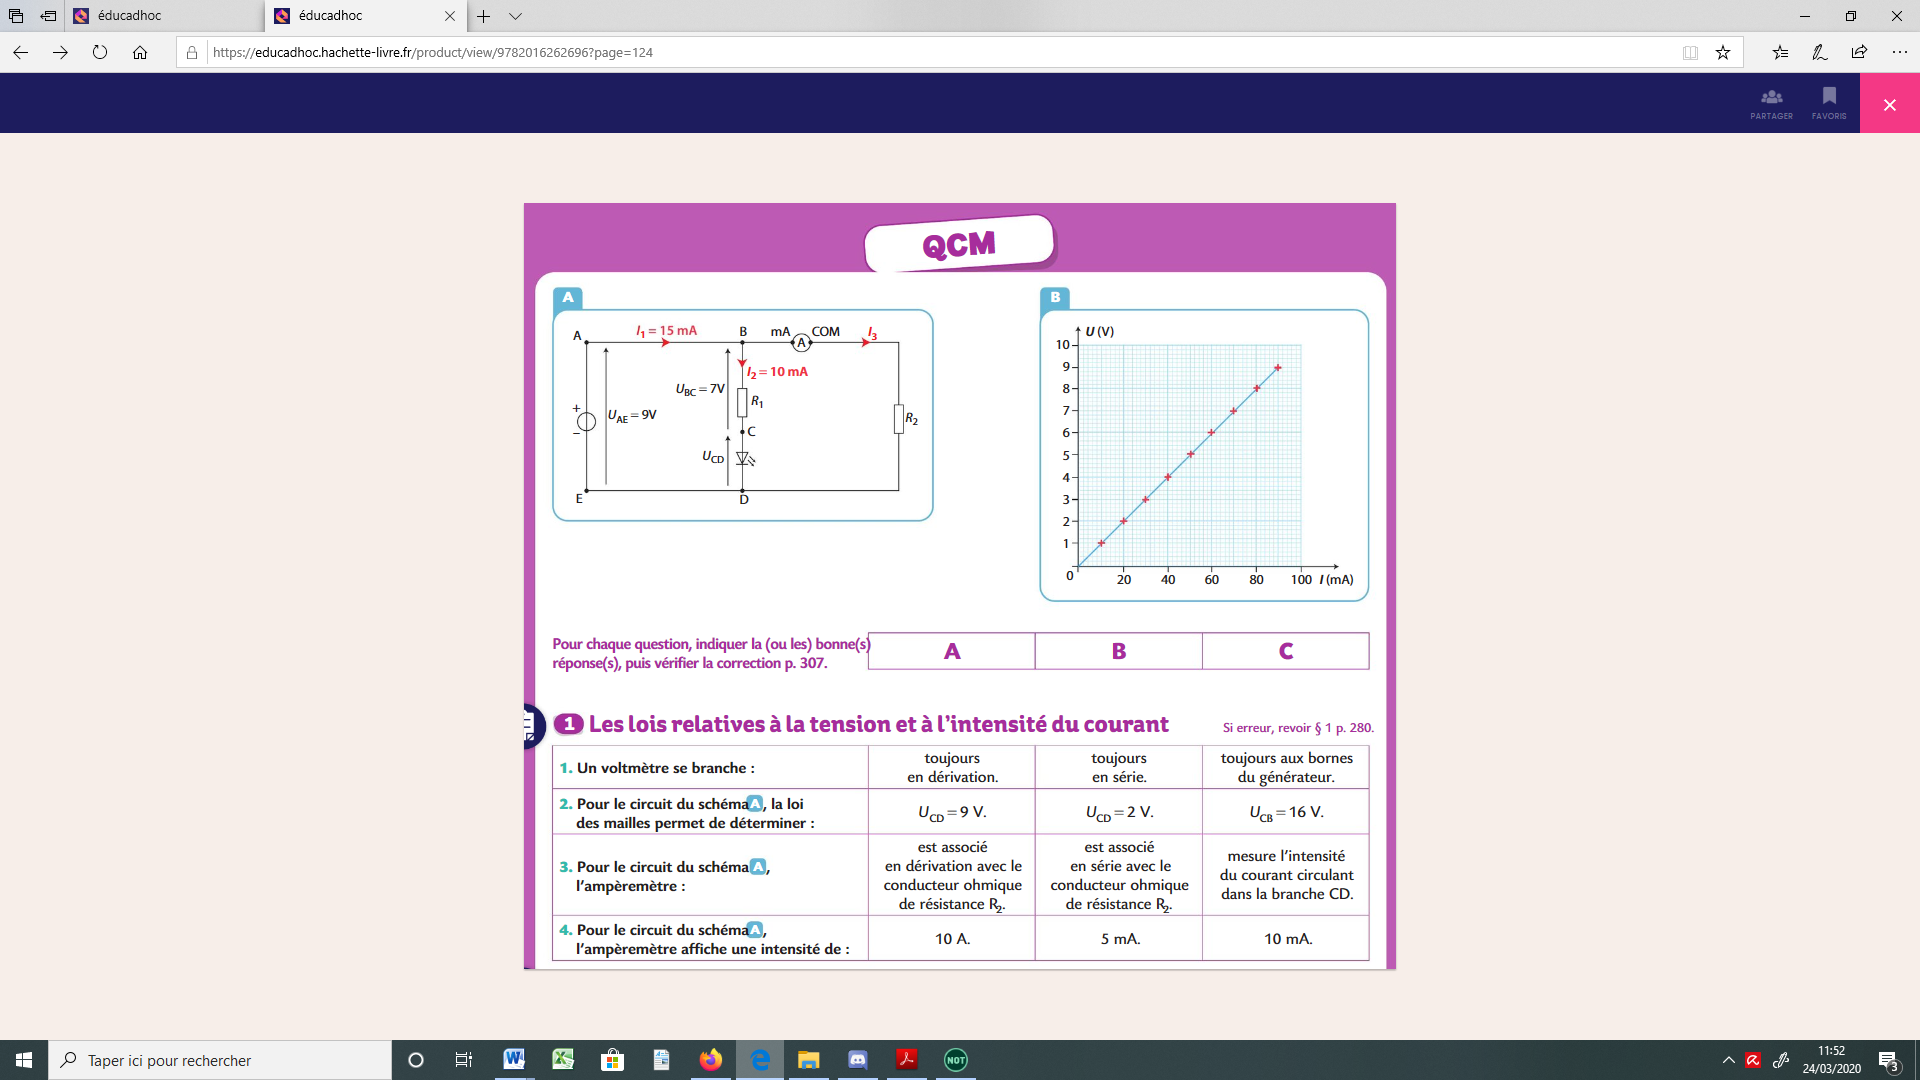 éducadhoc
éducadhoc
https://educadhoc.hachette-livre.fr/product/view/9782016262696?page=124
PARTAGER
FAVORIS
QCM
A
A
I1 = 15 mA
B
mA
A
COM
I3
I2 = 10 mA
UBC = 7V
R1
+
UAE = 9V
−
C
R2
UCD
E
D
B
U (V)
10
9
8
7
6
5
4
3
2
1
0
20
40
60
80
100
I (mA)
Pour chaque question, indiquer la (ou les) bonne(s)
réponse(s), puis vérifier la correction p. 307.
A
B
C
1 Les lois relatives à la tension et à l'intensité du courant
Si erreur, revoir § 1 p. 280.
1. Un voltmètre se branche :
toujours
en dérivation.
toujours
en série.
toujours aux bornes
du générateur.
2. Pour le circuit du schéma A, la loi
des mailles permet de déterminer :
UCD = 9 V.
UCD = 2 V.
UCB = 16 V.
3. Pour le circuit du schéma A,
l'ampèremètre :
est associé
en dérivation avec le
conducteur ohmique
de résistance R2.
est associé
en série avec le
conducteur ohmique
de résistance R2.
mesure l'intensité
du courant circulant
dans la branche CD.
4. Pour le circuit du schéma A,
l'ampèremètre affiche une intensité de :
10 A.
5 mA.
10 mA.
Taper ici pour rechercher
NOT
11:52
24/03/2020
3